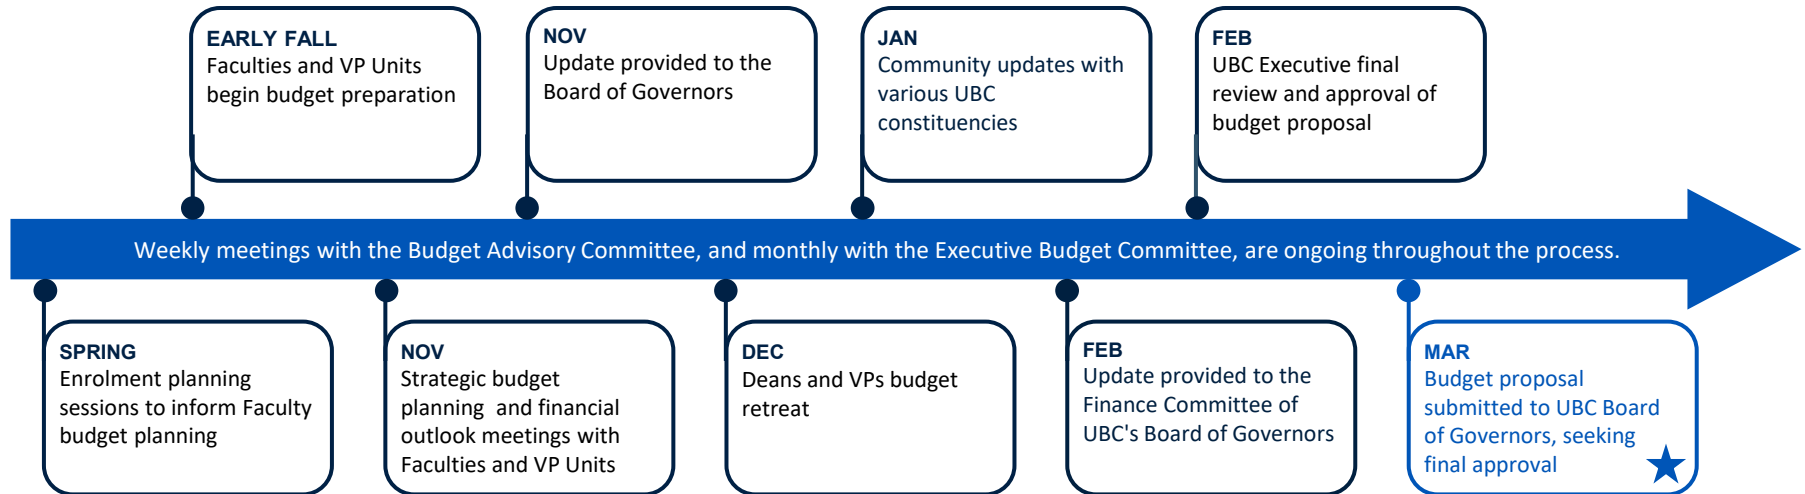 EARLY FALL
Faculties and VP Units
begin budget preparation
NOV
Update provided to the
Board of Governors
JAN
Community updates with
various UBC
constituencies
FEB
UBC Executive final
review and approval of
budget proposal
Weekly meetings with the Budget Advisory Committee, and monthly with the Executive Budget Committee, are ongoing throughout the process.
SPRING
Enrolment planning
sessions to inform Faculty
budget planning
NOV
Strategic budget
planning and financial
outlook meetings with
Faculties and VP Units
DEC
Deans and VPs budget
retreat
FEB
Update provided to the
Finance Committee of
UBC's Board of Governors
MAR
Budget proposal
submitted to UBC Board
of Governors, seeking
final approval